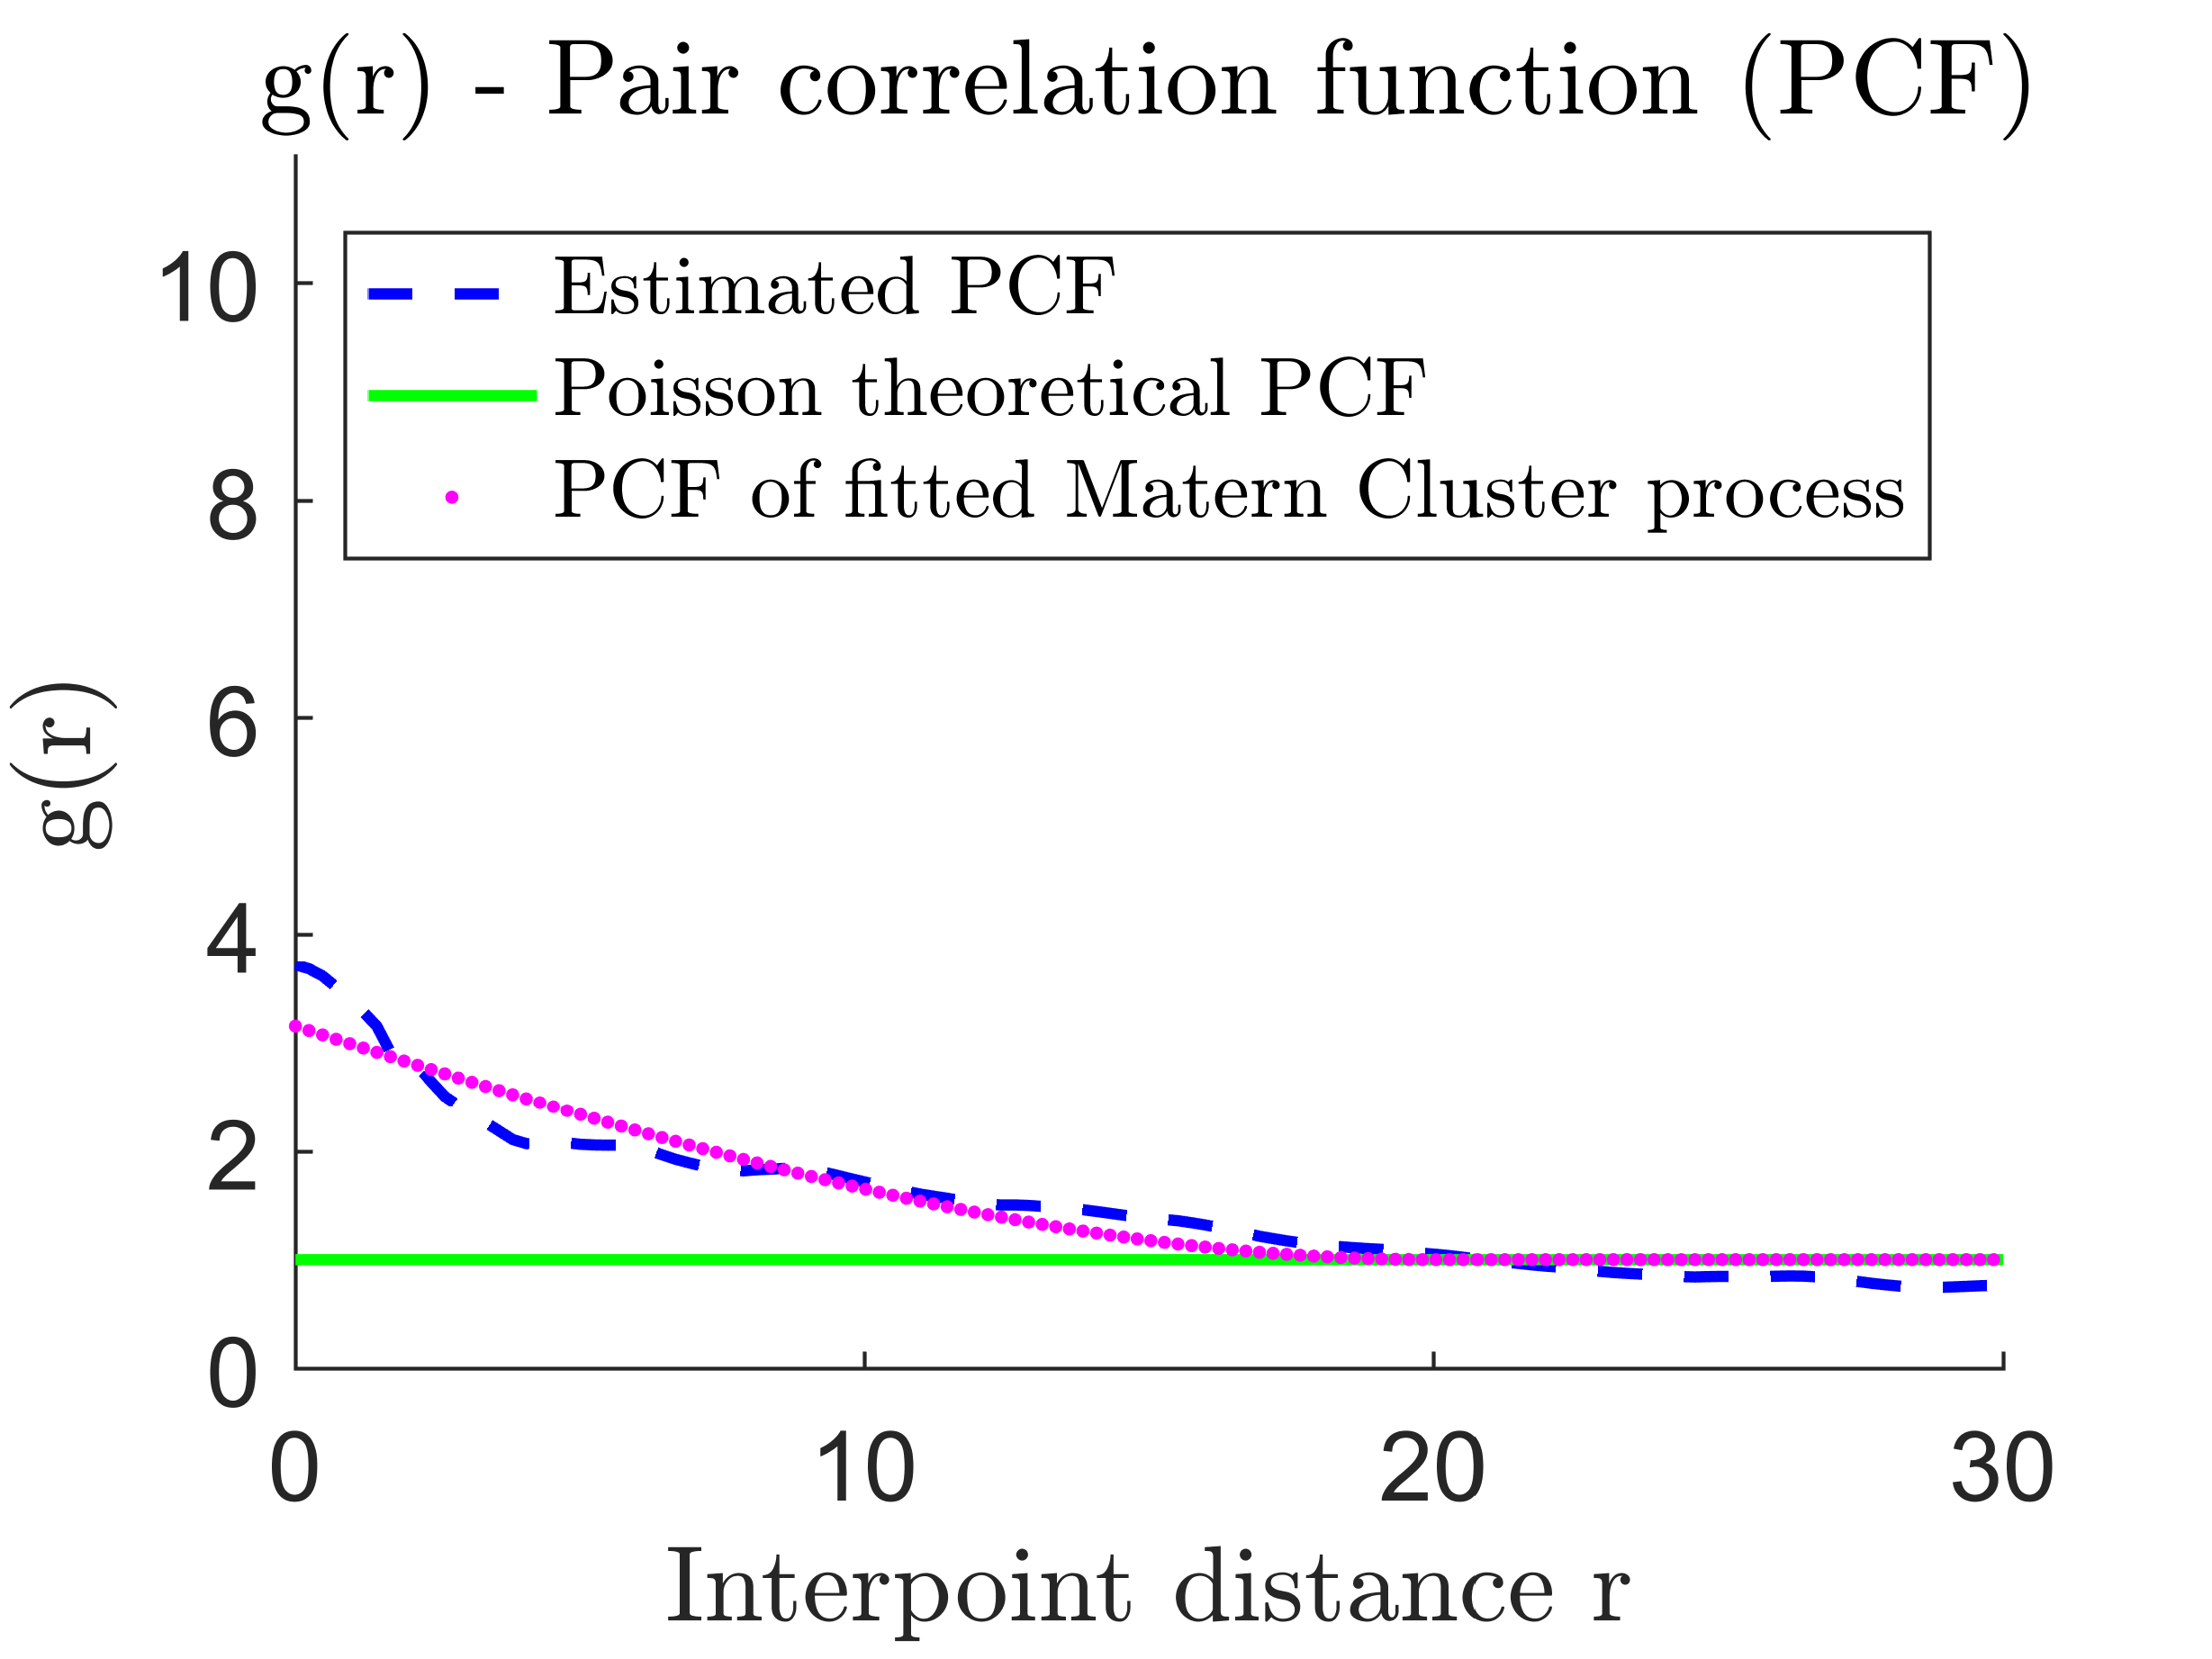 g(r) - Pair correlation function (PCF)
10
8
6
4
2
0
g(r)
Estimated PCF
Poisson theoretical PCF
PCF of fitted Matern Cluster process
0 10 20 30
Interpoint distance r